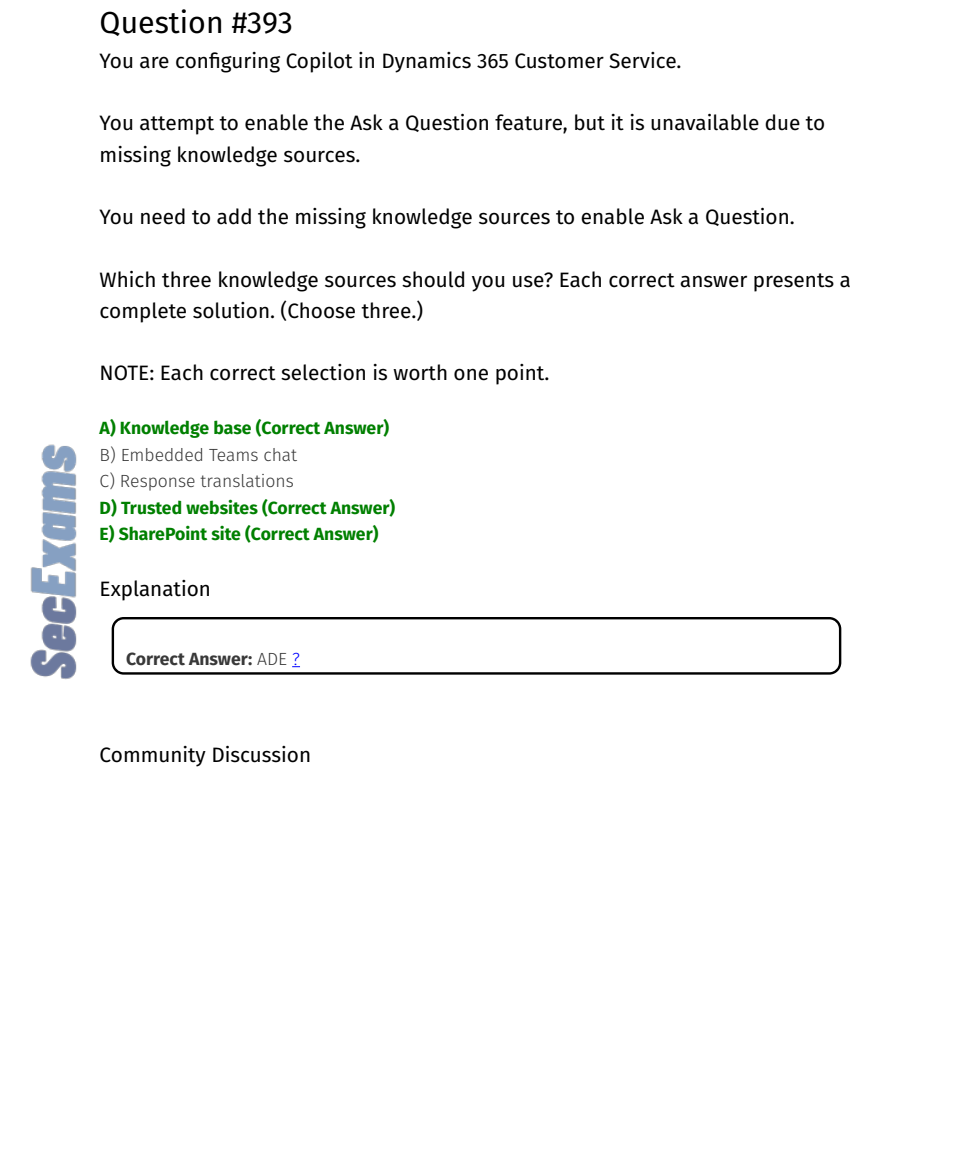 Question #393
You are configuring Copilot in Dynamics 365 Customer Service.
You attempt to enable the Ask a Question feature, but it is unavailable due to
missing knowledge sources.
You need to add the missing knowledge sources to enable Ask a Question.
Which three knowledge sources should you use? Each correct answer presents a
complete solution. (Choose three.)
NOTE: Each correct selection is worth one point.
A) Knowledge base (Correct Answer)
B) Embedded Teams chat
C) Response translations
D) Trusted websites (Correct Answer)
E) SharePoint site (Correct Answer)
SecExams
Explanation
Correct Answer: ADE ?
Community Discussion